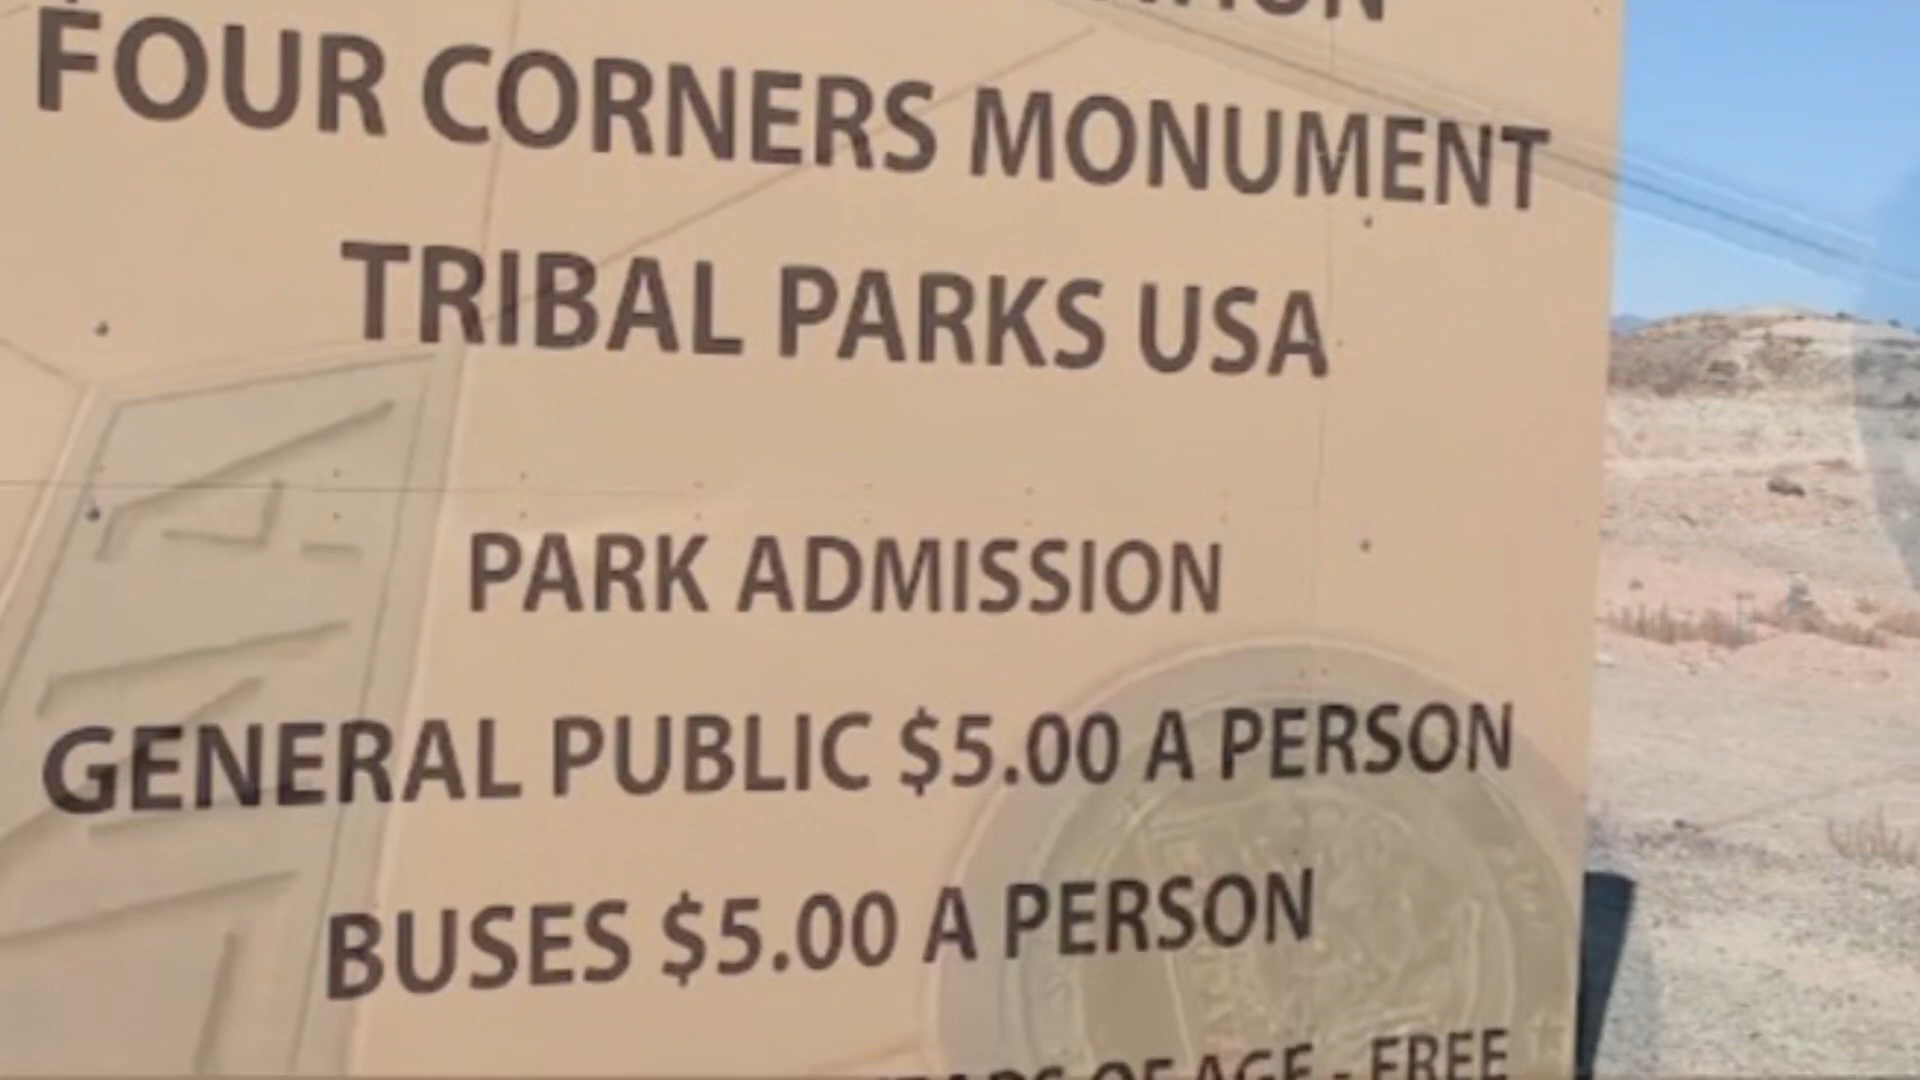 FOUR CORNERS MONUMENT
TRIBAL PARKS USA
PARK ADMISSION
GENERAL PUBLIC $5.00 A PERSON
BUSES $5.00 A PERSON
OF AGE - FREE